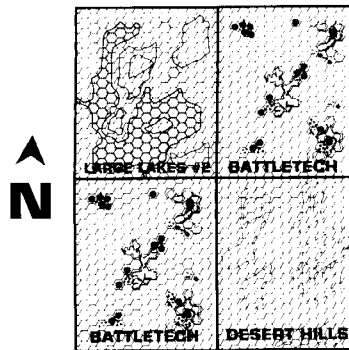 LARGE LAKES #2
BATTLETECH
N
BATTLETECH
DESERT HILLS